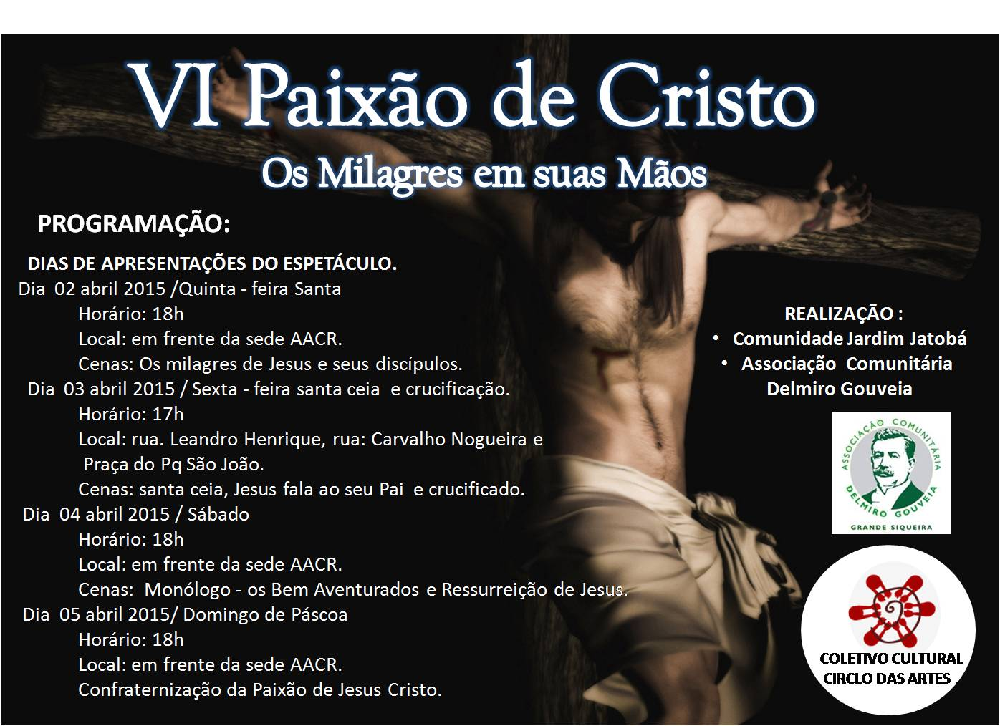 VI Paixão de Cristo
Os Milagres em suas Mãos
PROGRAMAÇÃO:
DIAS DE APRESENTAÇÕES DO ESPETÁCULO.
Dia 02 abril 2015 /Quinta - feira Santa
Horário: 18h
Local: em frente da sede AACR.
Cenas: Os milagres de Jesus e seus discípulos.
Dia 03 abril 2015 / Sexta - feira santa ceia e crucificação.
Horário: 17h
Local: rua. Leandro Henrique, rua: Carvalho Nogueira e
Praça do Pq São João.
Cenas: santa ceia, Jesus fala ao seu Pai e crucificado.
Dia 04 abril 2015 / Sábado
Horário: 18h
Local: em frente da sede AACR.
Cenas: Monólogo - os Bem Aventurados e Ressurreição de Jesus.
Dia 05 abril 2015/ Domingo de Páscoa
Horário: 18h
Local: em frente da sede AACR.
Confraternização da Paixão de Jesus Cristo.
REALIZAÇÃO :
• Comunidade Jardim Jatobá
• Associação Comunitária
Delmiro Gouveia
ASSOCIAÇÃO COMUNITÁRIA
DELMIRO GOUVEIA
GRANDE SIQUEIRA
COLETIVO CULTURAL
CIRCLO DAS ARTES .